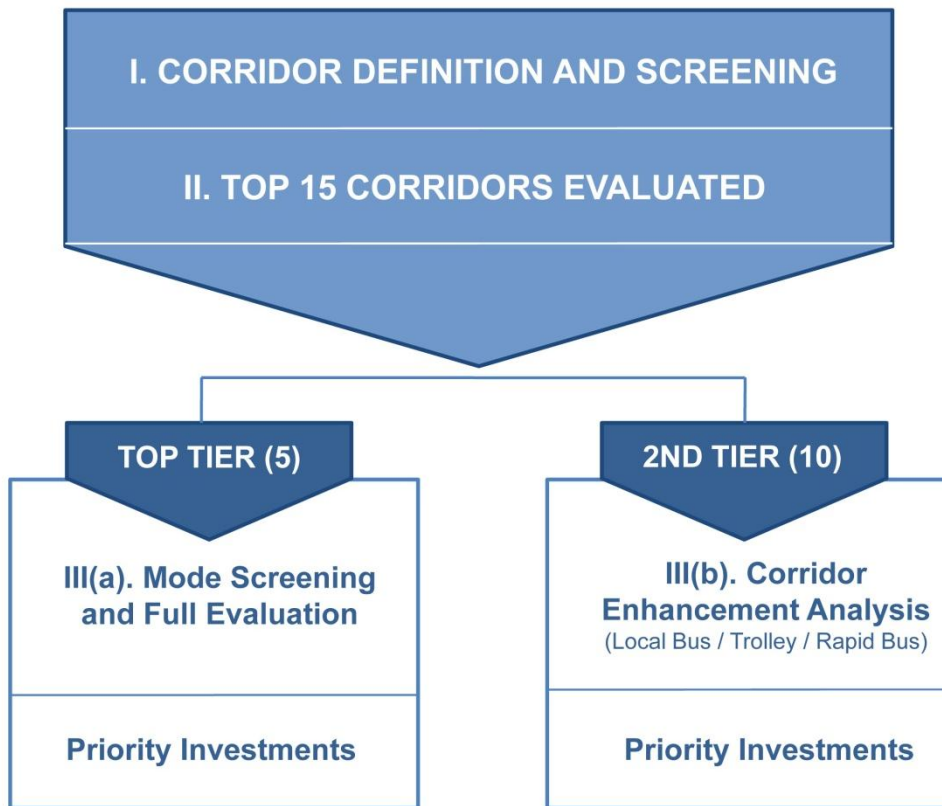 I. CORRIDOR DEFINITION AND SCREENING
II. TOP 15 CORRIDORS EVALUATED
TOP TIER (5)
III(a). Mode Screening
and Full Evaluation
Priority Investments
2ND TIER (10)
III(b). Corridor
Enhancement Analysis
(Local Bus / Trolley / Rapid Bus)
Priority Investments